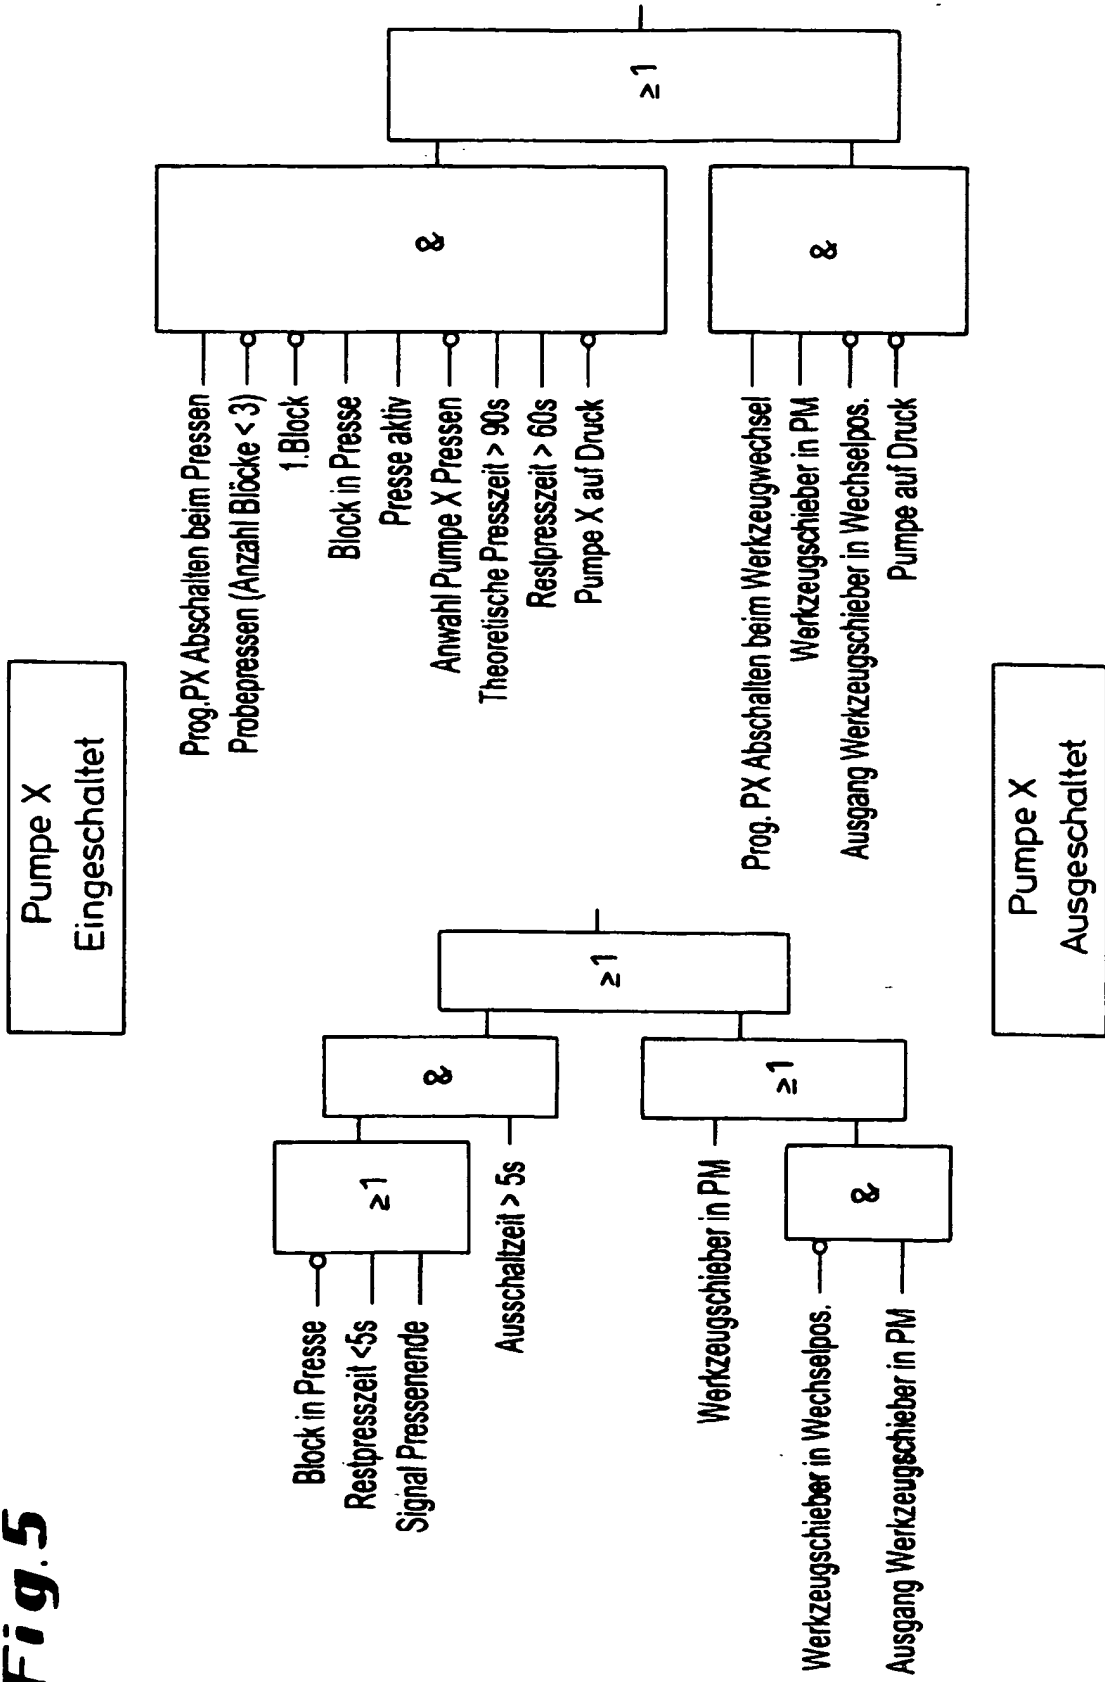 Fig.5
Pumpe X
Eingeschaltet
Block in Presse
Restpresszeit <5s
Signal Pressenende
≥1
Ausschaltzeit > 5s
&
Werkzeugschieber in PM
Werkzeugschieber in Wechselpos.
Ausgang Werkzeugschieber in PM
&
≥1
≥1
Prog.PX Abschalten beim Pressen
Probepressen (Anzahl Blöcke < 3)
1.Block
Block in Presse
Presse aktiv
Anwahl Pumpe X Pressen
Theoretische Presszeit > 90s
Restpresszeit > 60s
Pumpe X auf Druck
&
Prog. PX Abschalten beim Werkzeugwechsel
Werkzeugschieber in PM
Ausgang Werkzeugschieber in Wechselpos.
Pumpe auf Druck
&
≥1
Pumpe X
Ausgeschaltet